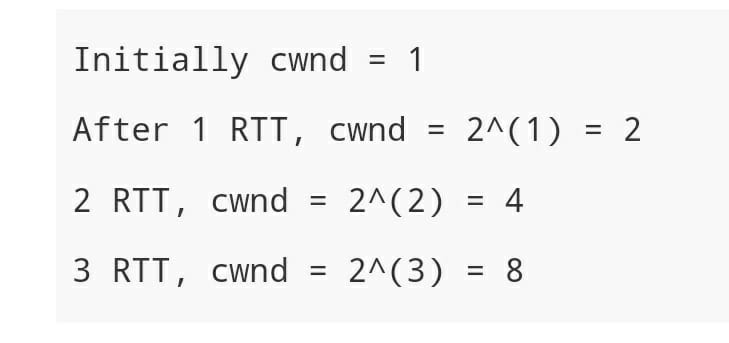 Initially cwnd = 1
After 1 RTT, cwnd = 2^(1) = 2
2 RTT, cwnd = 2^(2) = 4
3 RTT, cwnd = 2^(3) = 8